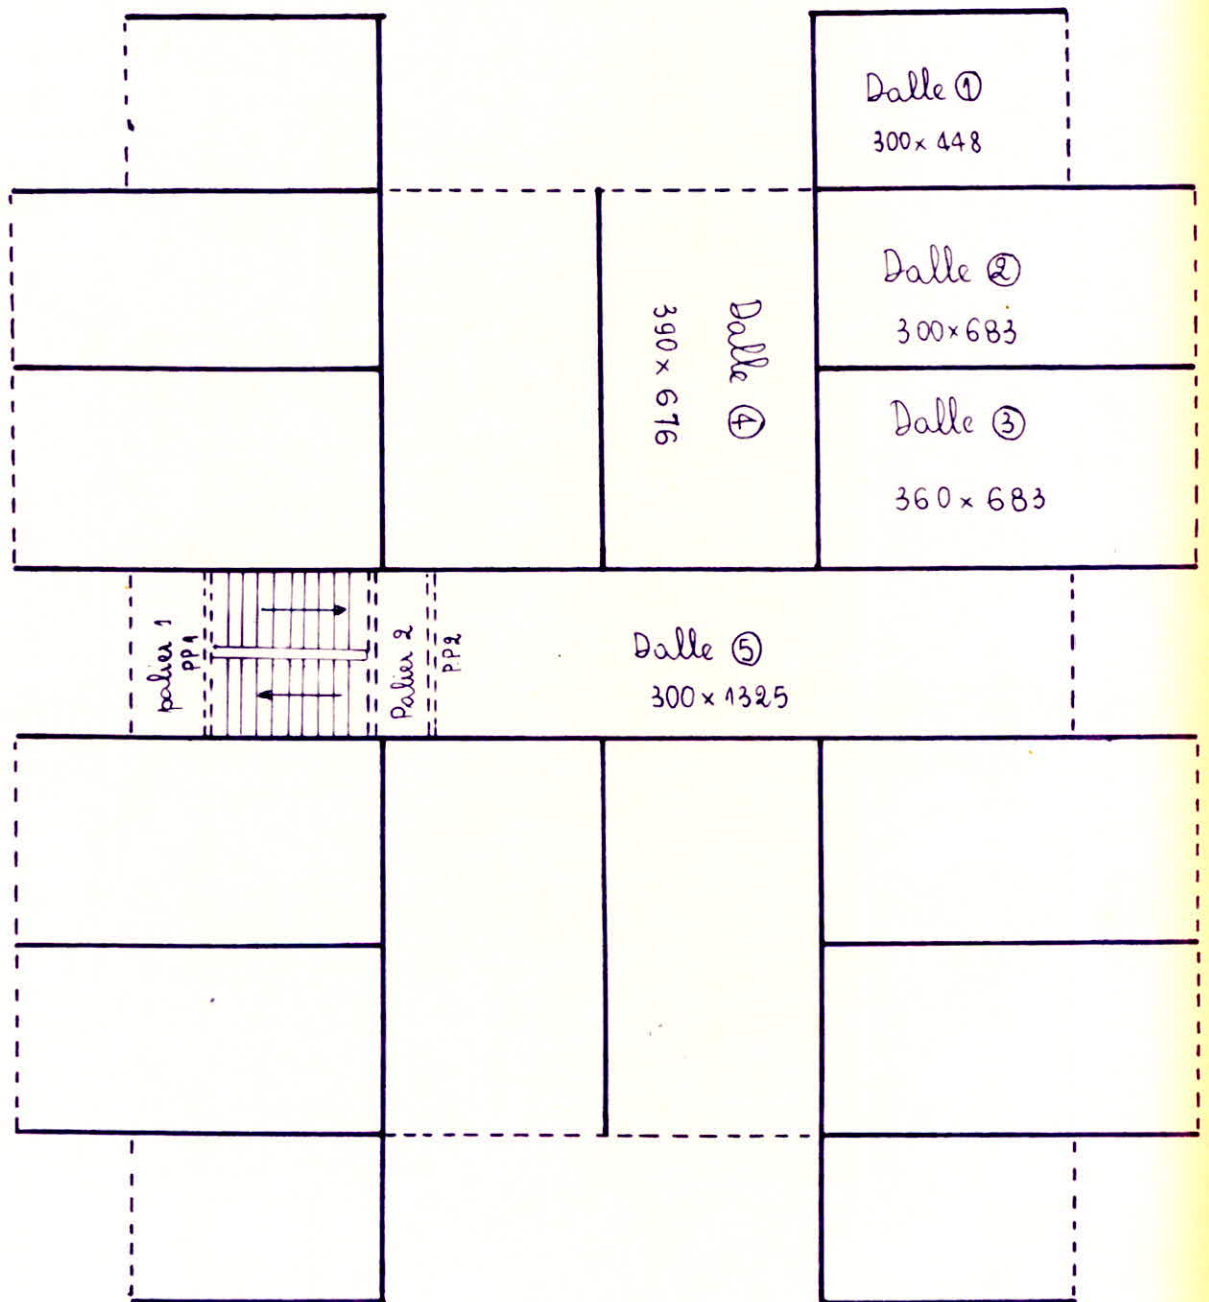 Dalle ①
300 x 448
Dalle ②
300 x 683
Dalle ④
390 x 676
Dalle ③
360 x 683
palier 1
PP1
Palier 2
P.P2
Dalle ⑤
300 x 1325